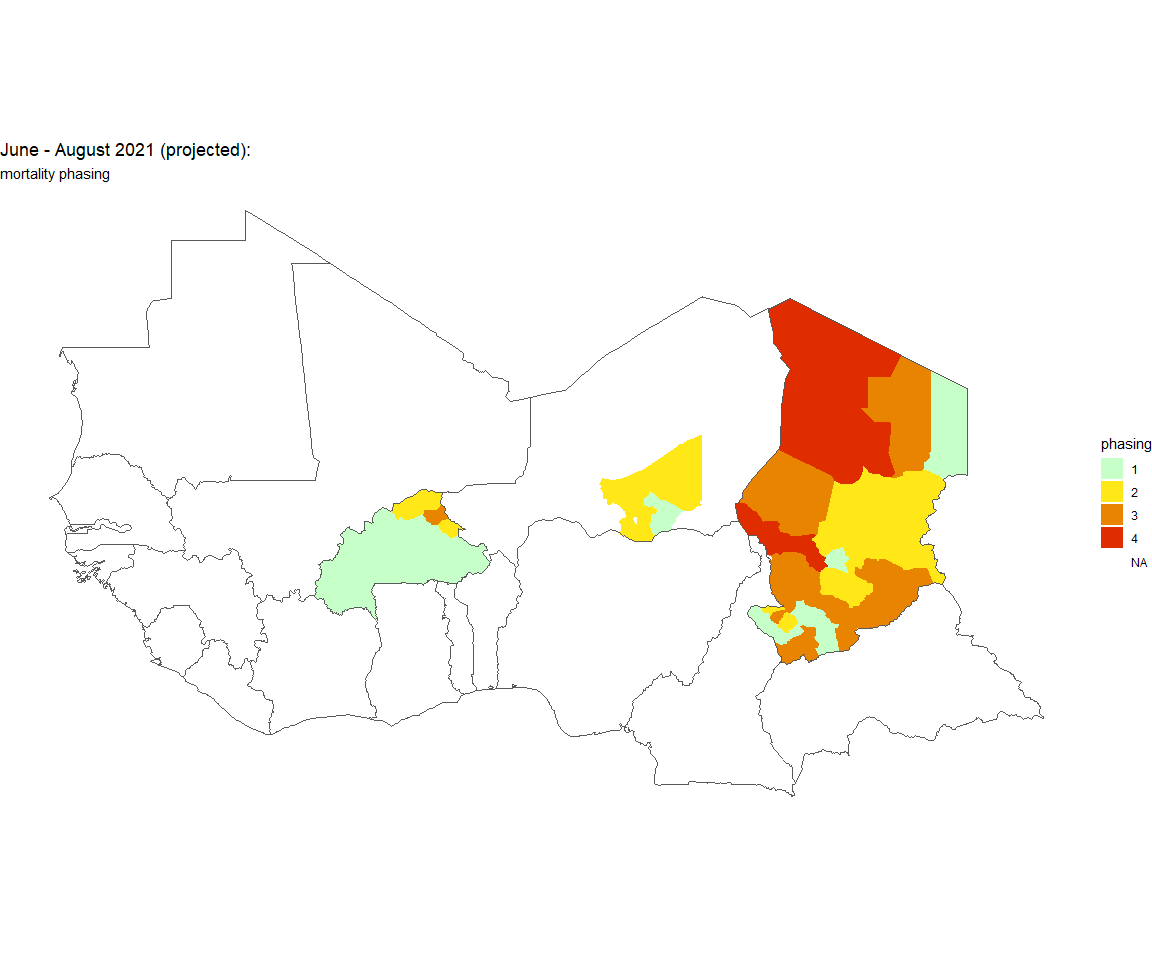 June - August 2021 (projected):
mortality phasing
phasing
1
2
3
4
NA